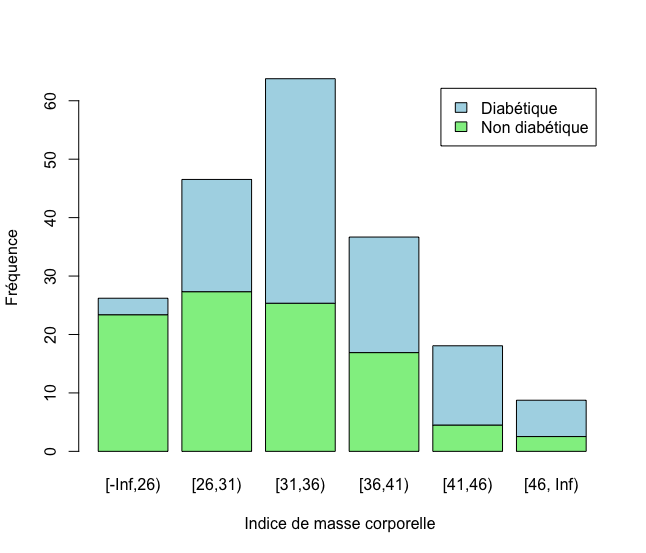 Diabétique
Non diabétique
Fréquence
60
50
40
30
20
10
0
[-Inf,26) [26,31) [31,36) [36,41) [41,46) [46, Inf)
Indice de masse corporelle